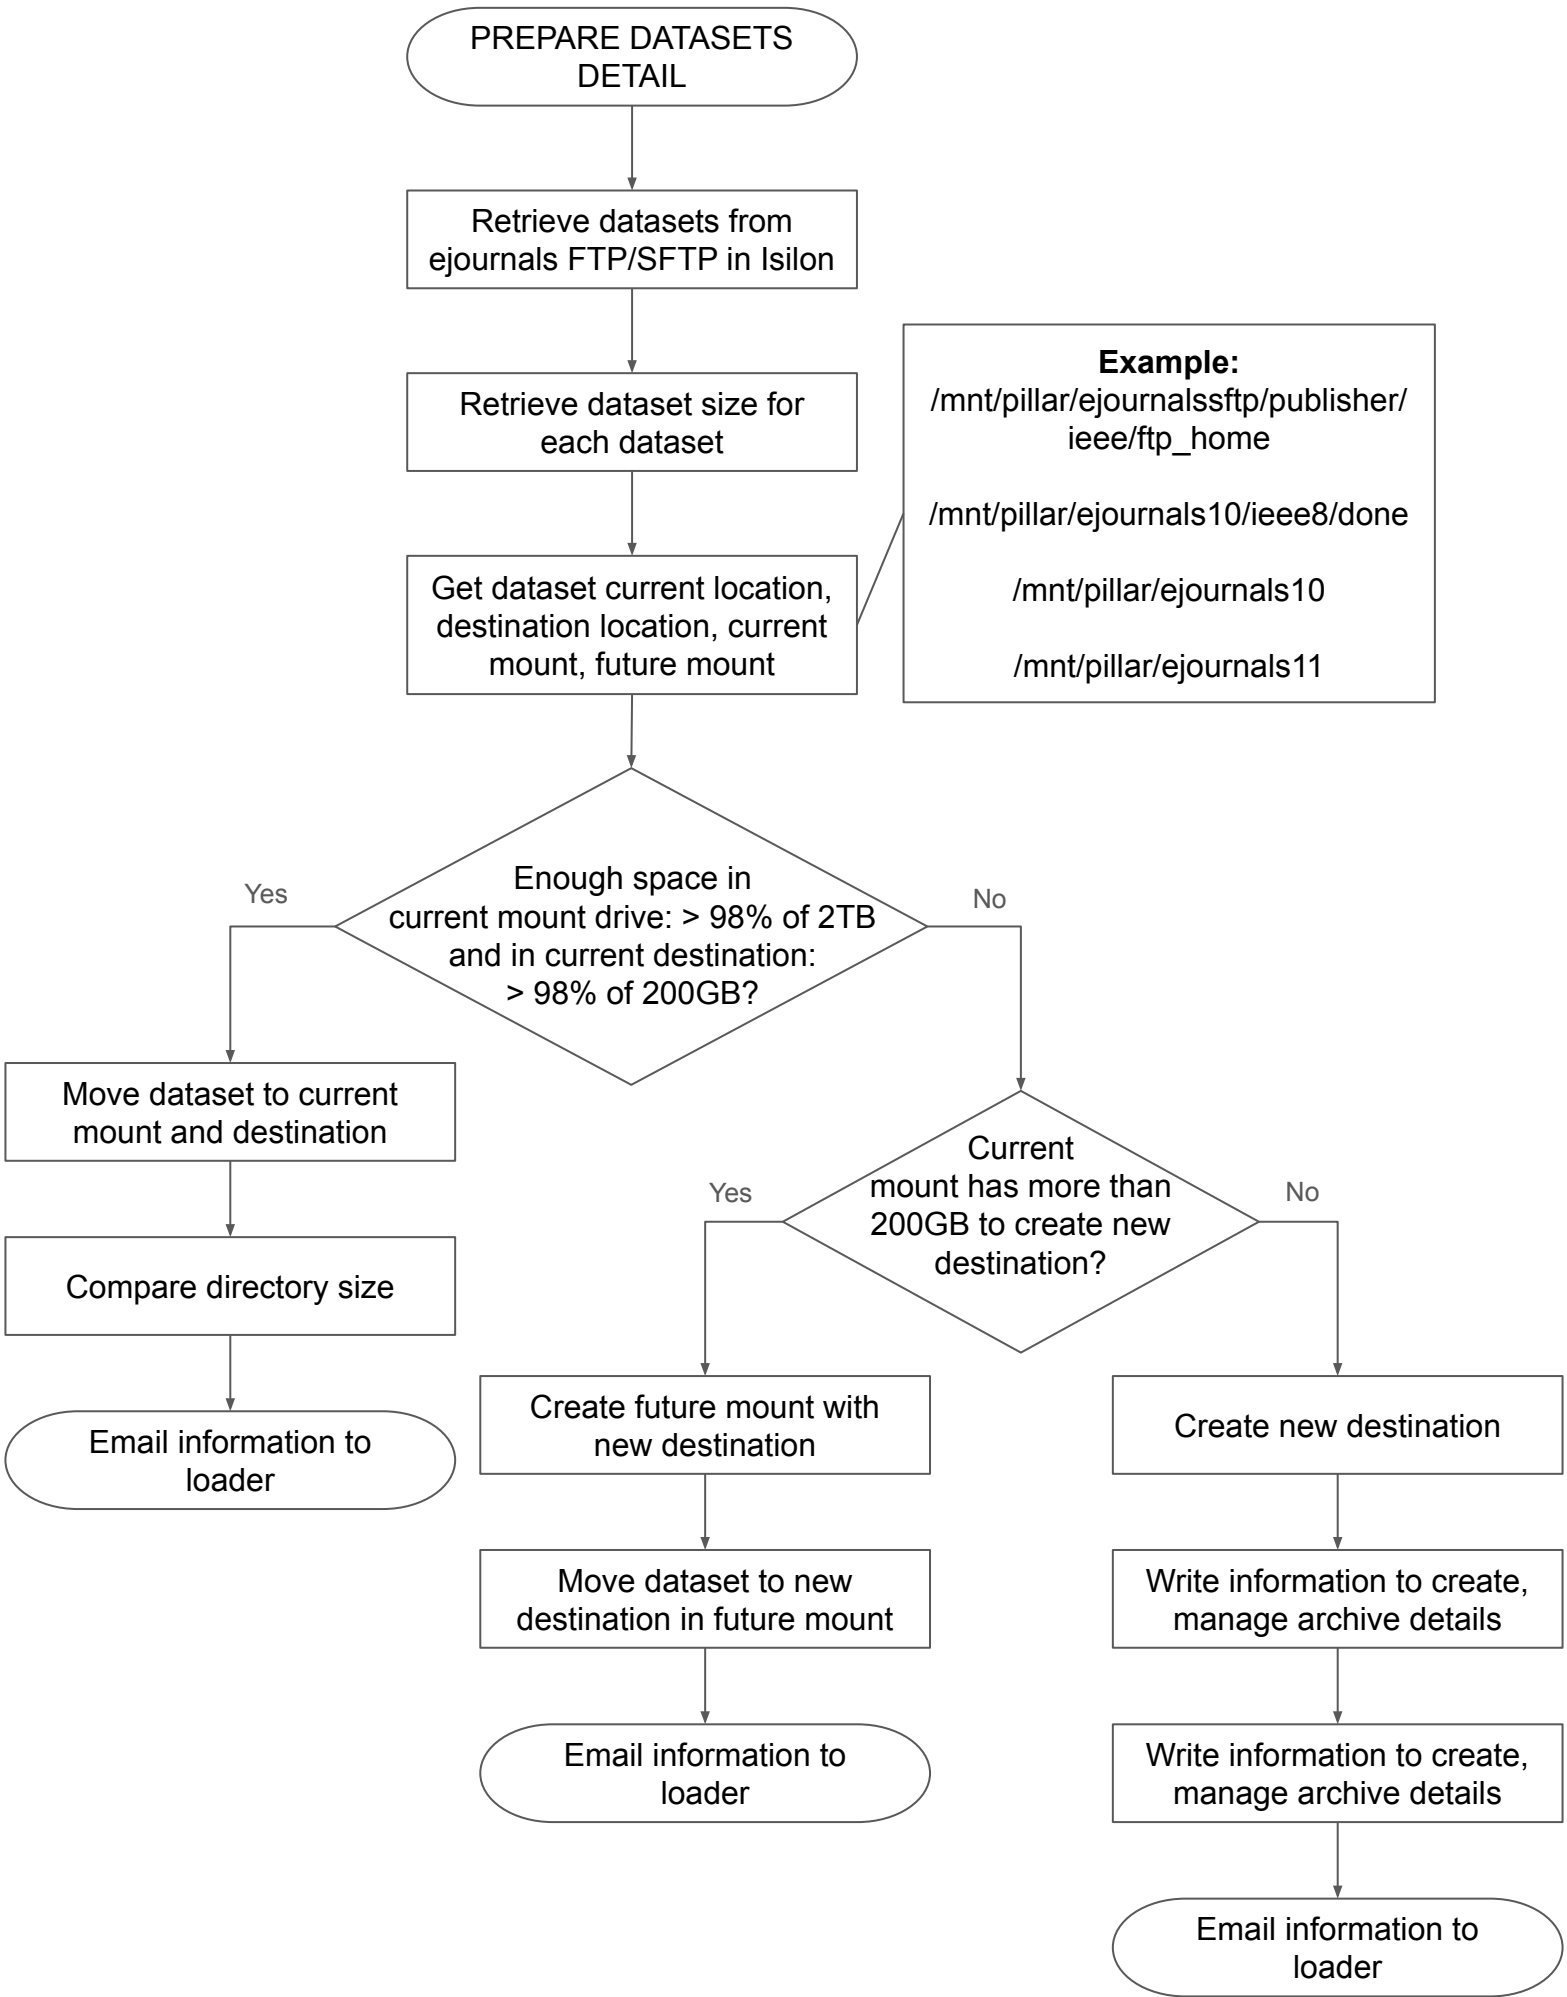 PREPARE DATASETS
DETAIL
Retrieve datasets from
ejournals FTP/SFTP in Isilon
Retrieve dataset size for
each dataset
Example:
/mnt/pillar/ejournalssftp/publisher/
ieee/ftp_home
/mnt/pillar/ejournals10/ieee8/done
/mnt/pillar/ejournals10
/mnt/pillar/ejournals11
Get dataset current location,
destination location, current
mount, future mount
Enough space in
current mount drive: > 98% of 2TB
and in current destination:
> 98% of 200GB?
Yes
No
Move dataset to current
mount and destination
Compare directory size
Email information to
loader
Current
mount has more than
200GB to create new
destination?
Yes
No
Create future mount with
new destination
Move dataset to new
destination in future mount
Email information to
loader
Create new destination
Write information to create,
manage archive details
Write information to create,
manage archive details
Email information to
loader